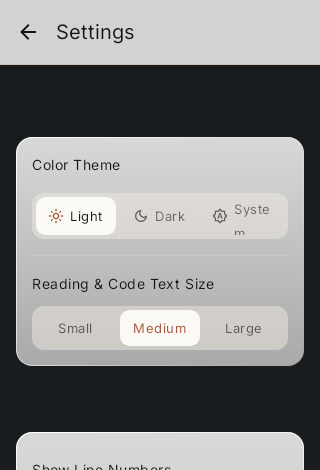 Settings
Color Theme
Light
Dark
Syste
m
Reading & Code Text Size
Small
Medium
Large
Show Line Numbers